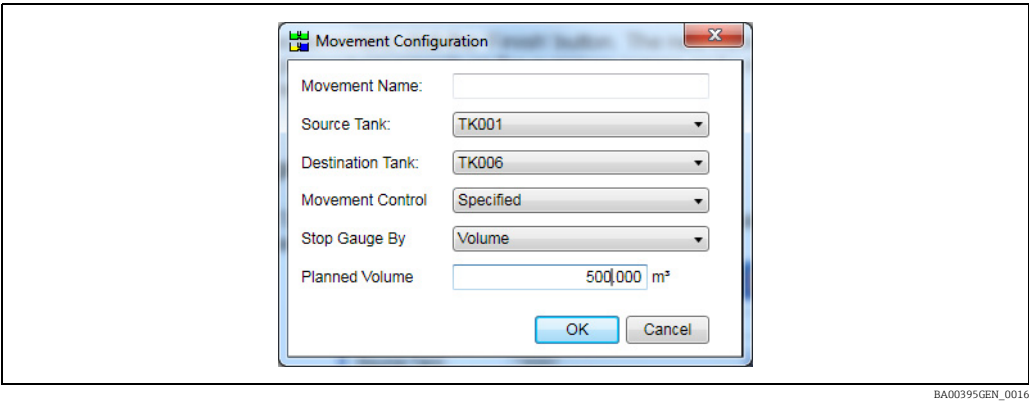 Movement Configuration
Movement Name:
Source Tank: TK001
Destination Tank: TK006
Movement Control Specified
Stop Gauge By Volume
Planned Volume 500,000 m³
OK Cancel
BA00395GEN_0016